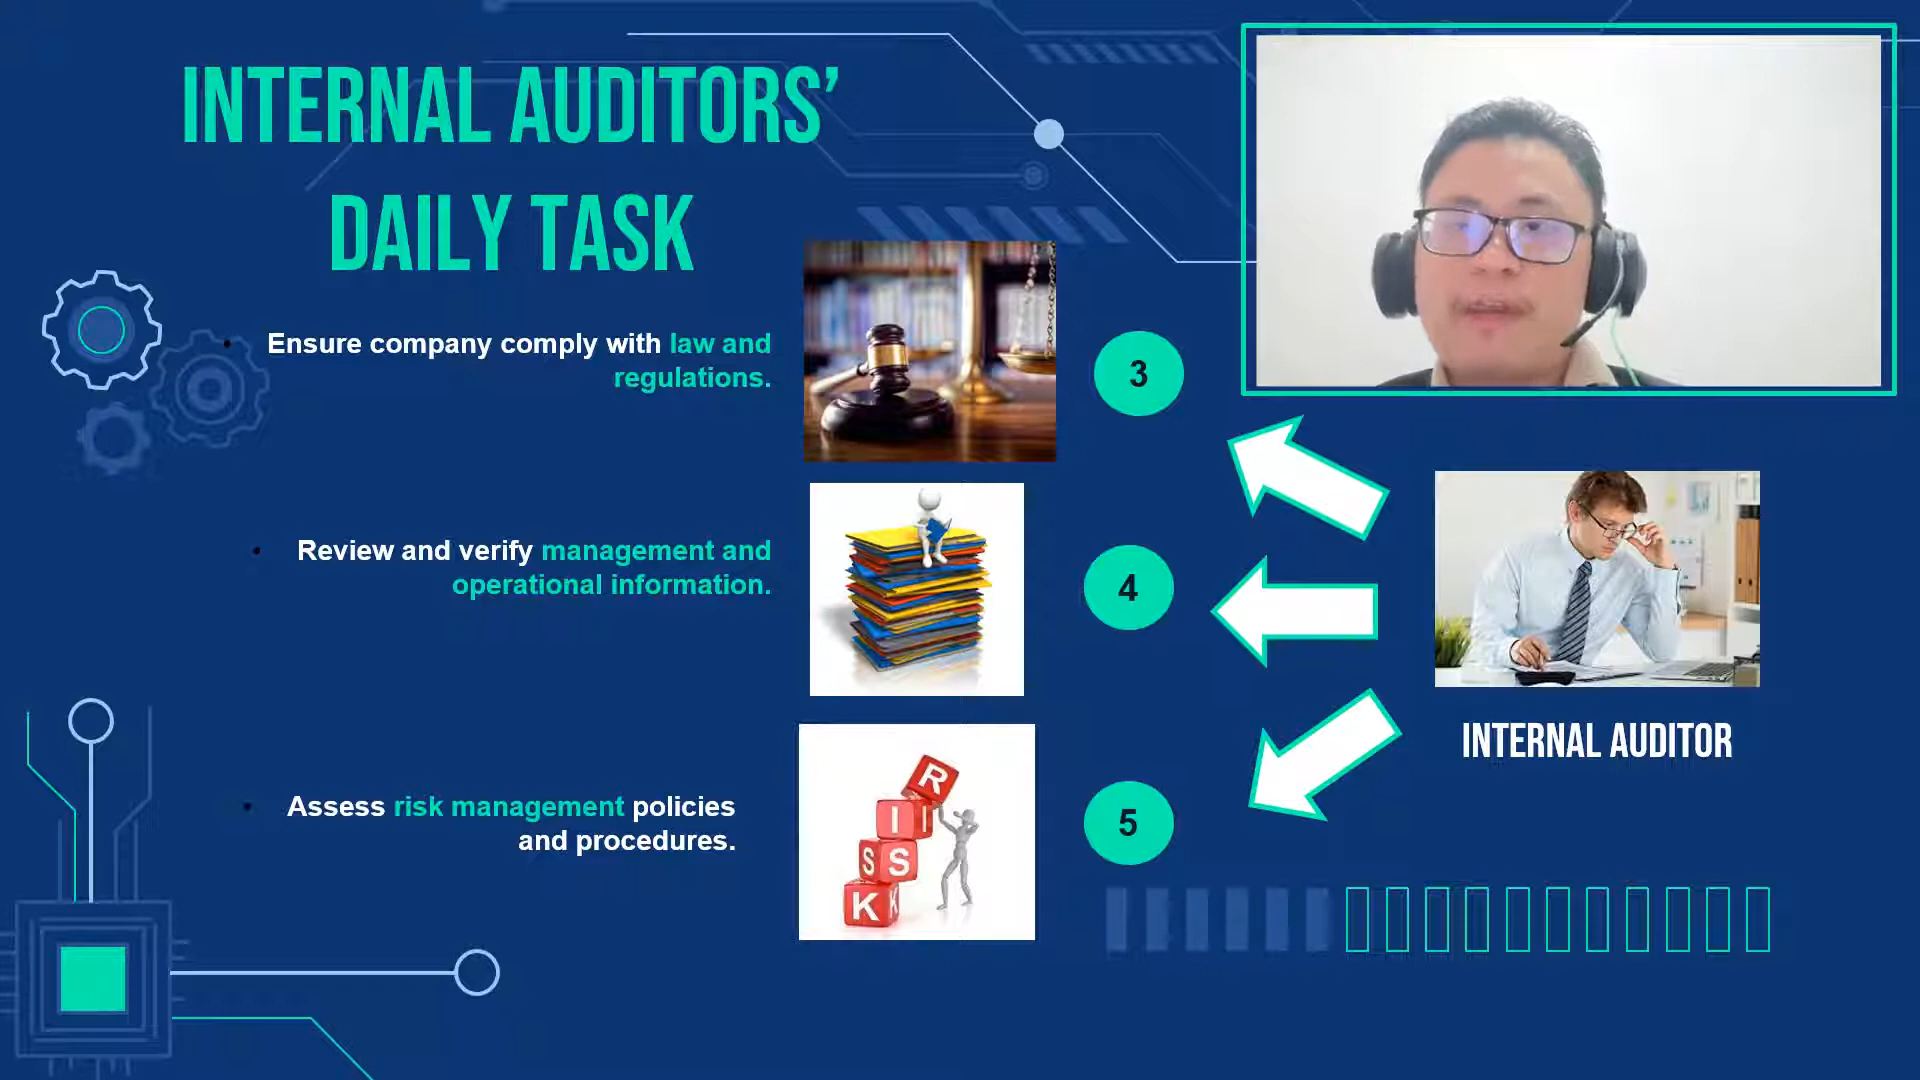 INTERNAL AUDITORS’
DAILY TASK
Ensure company comply with law and
regulations.
3
Review and verify management and
operational information.
4
INTERNAL AUDITOR
Assess risk management policies
and procedures.
R
I I
S S
K K
5